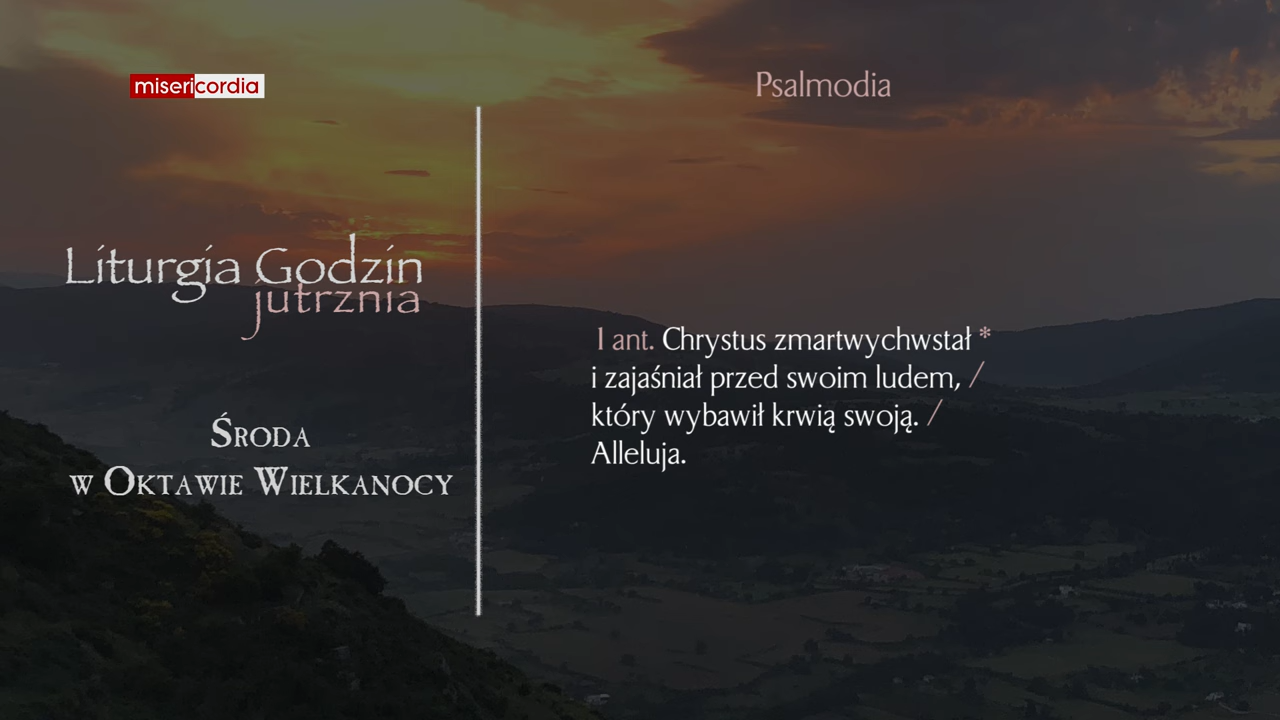 misericordia
Psalmodia
Liturgia Godzin
jutrznia
Środa
w Oktawie Wielkanocy
1 ant. Chrystus zmartwychwstał *
i zajaśniał przed swoim ludem, /
który wybawił krwią swoją. /
Alleluja.